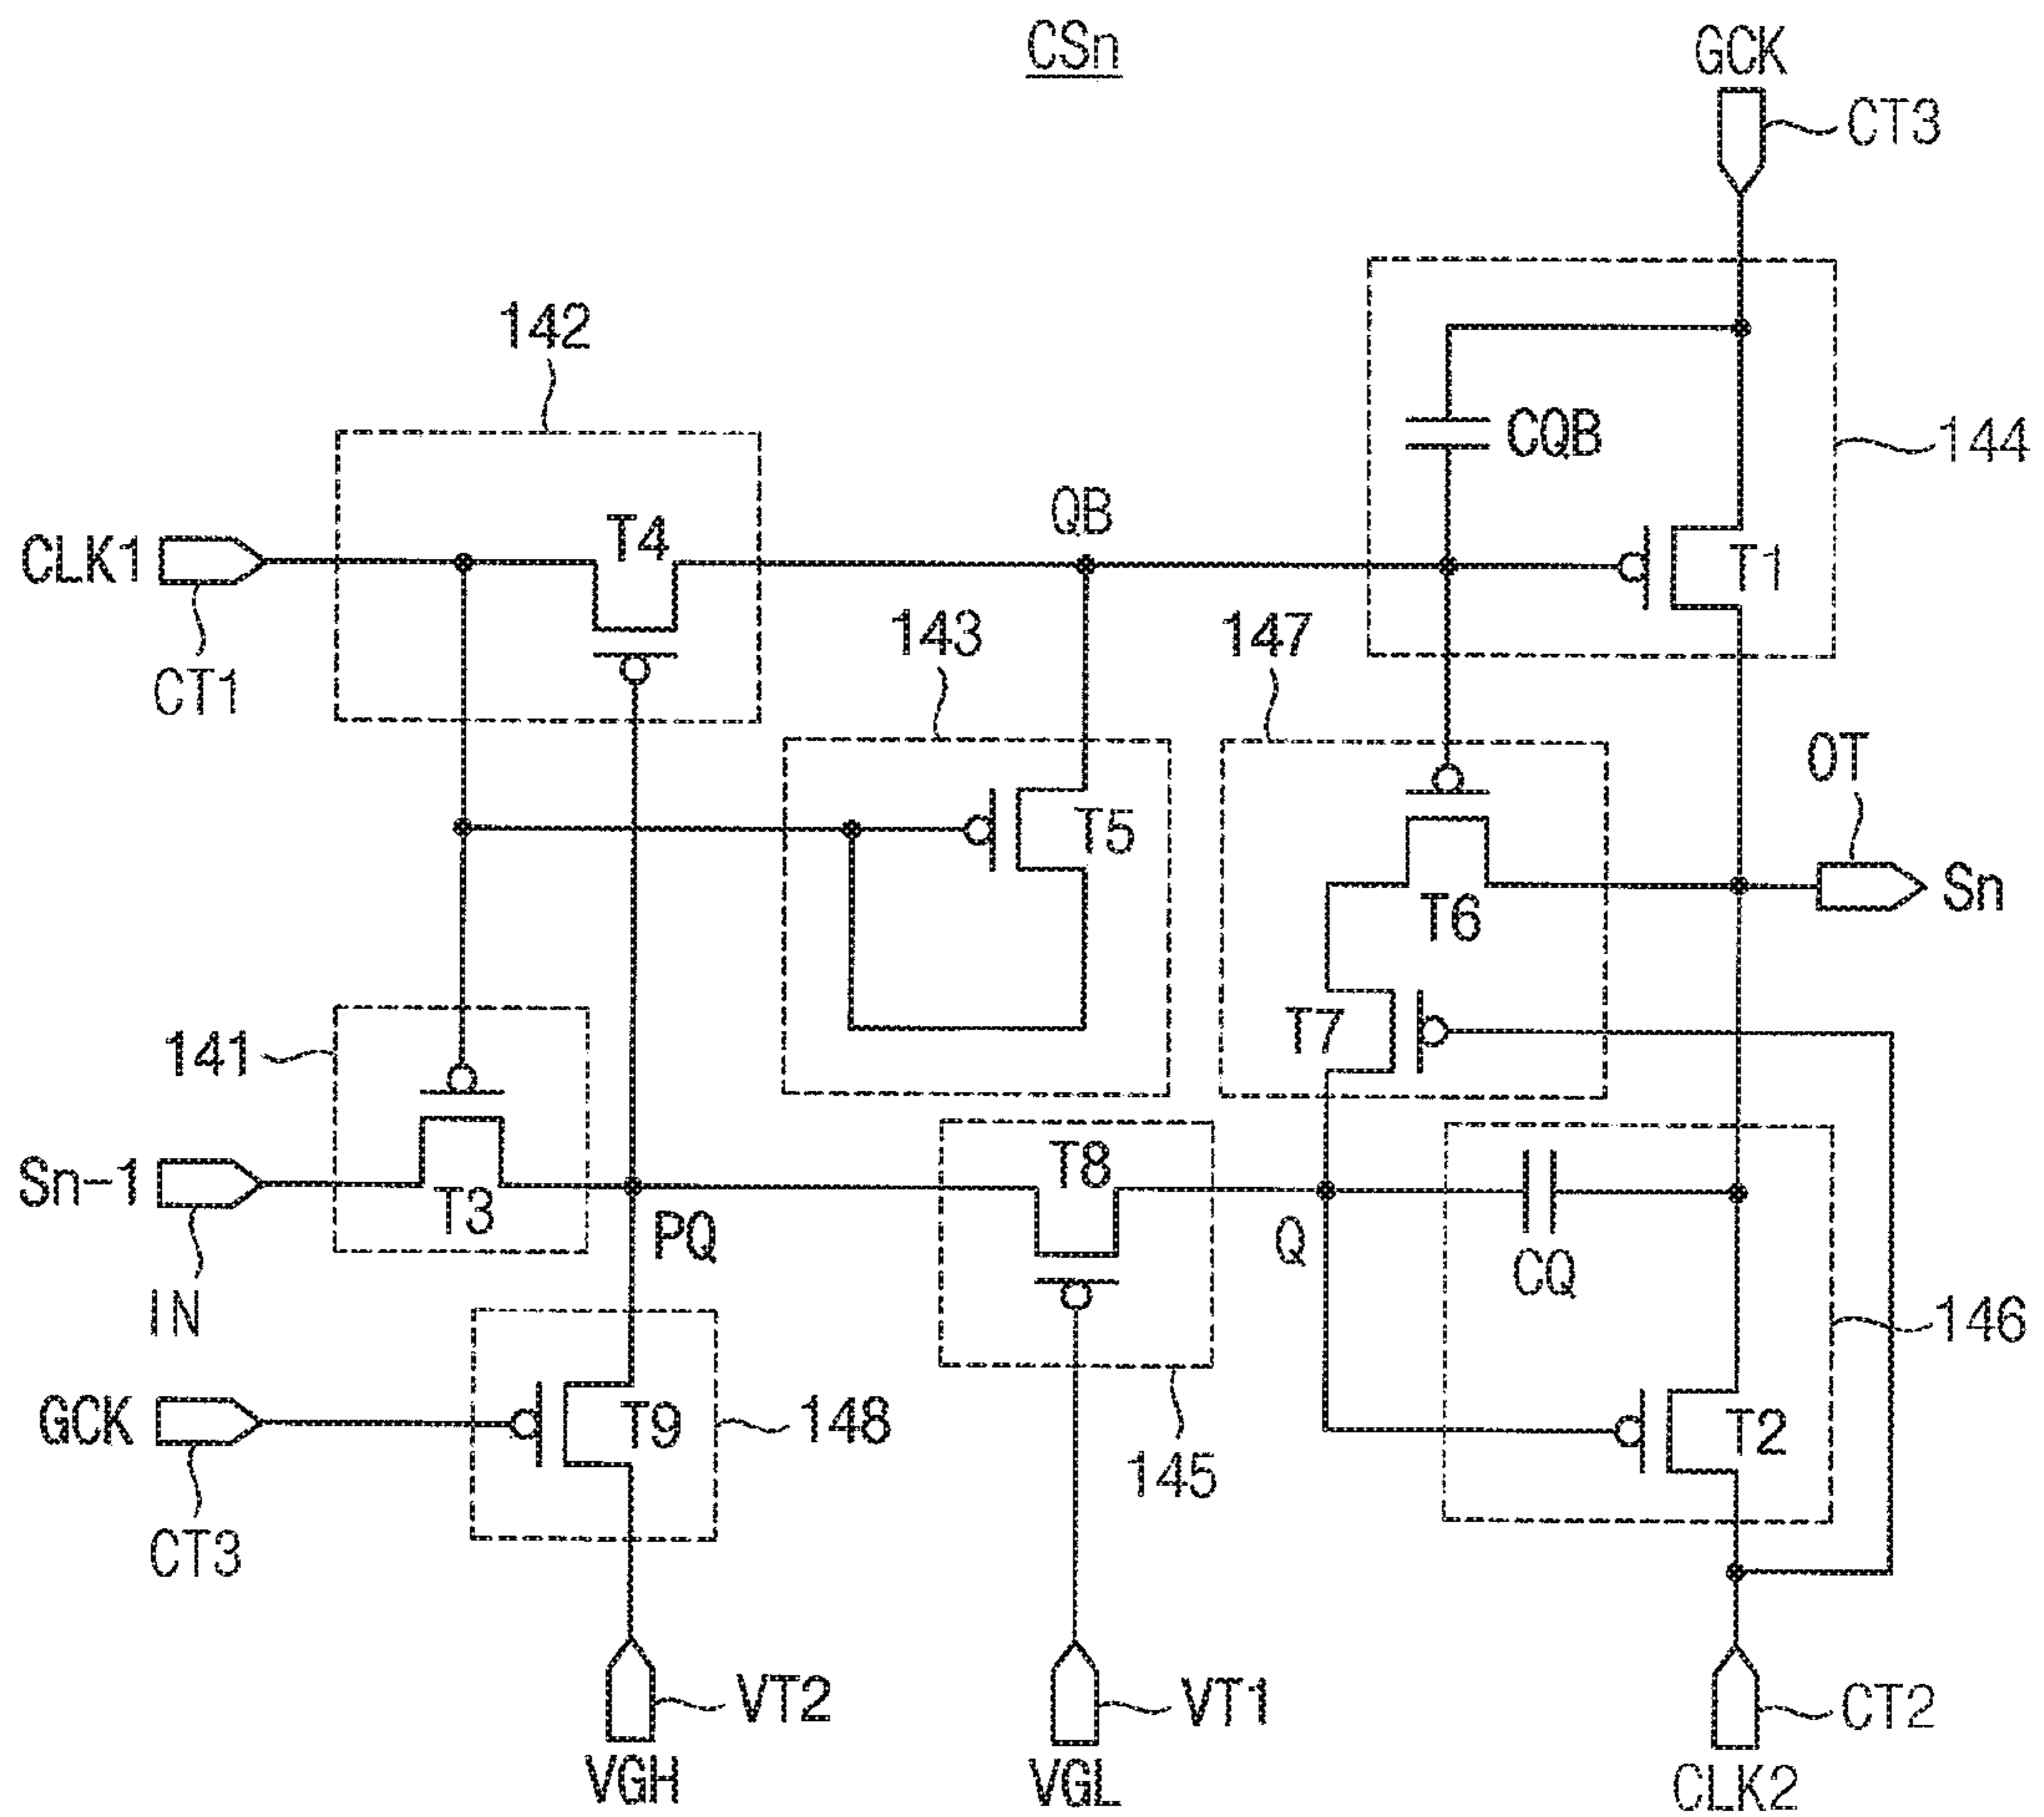 CSn
GCK
CT3
142
CQB
144
CLK1
T4
QB
T1
CT1
143
147
OT
T5
Sn
T6
141
T7
T8
Sn-1
T3
PQ
Q
CQ
IN
146
GCK
T9
148
T2
145
CT3
VT2
VT1
CT2
VGH
VGL
CLK2